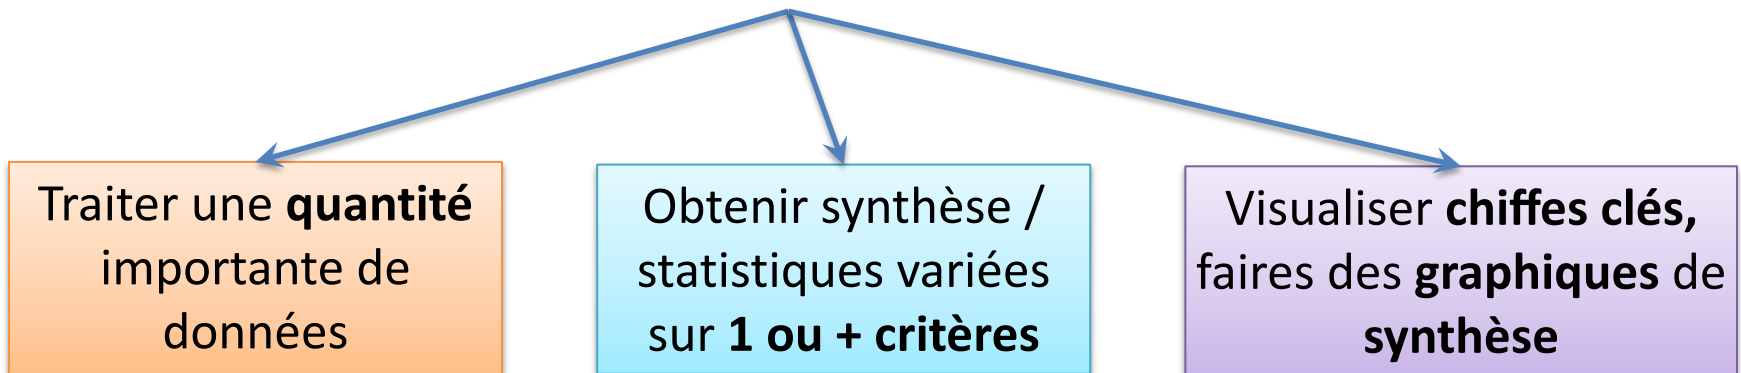 Traiter une quantité
importante de
données
Obtenir synthèse /
statistiques variées
sur 1 ou + critères
Visualiser chiffes clés,
faires des graphiques de
synthèse